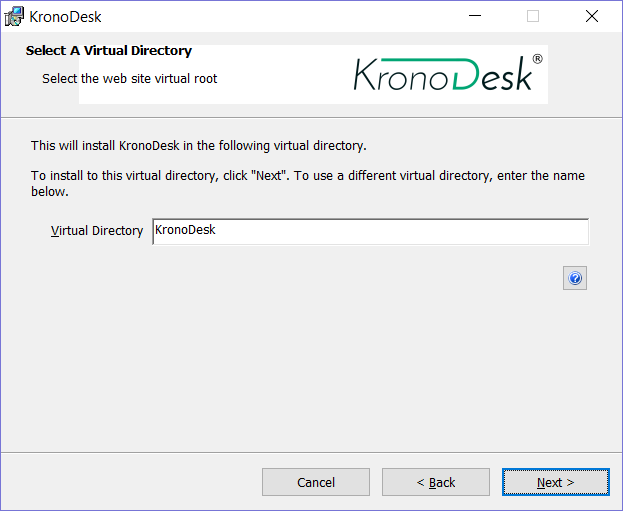 KronoDesk
Select A Virtual Directory
Select the web site virtual root
KronoDesk®
This will install KronoDesk in the following virtual directory.
To install to this virtual directory, click "Next". To use a different virtual directory, enter the name
below.
Virtual Directory
KronoDesk
?
Cancel
< Back
Next >